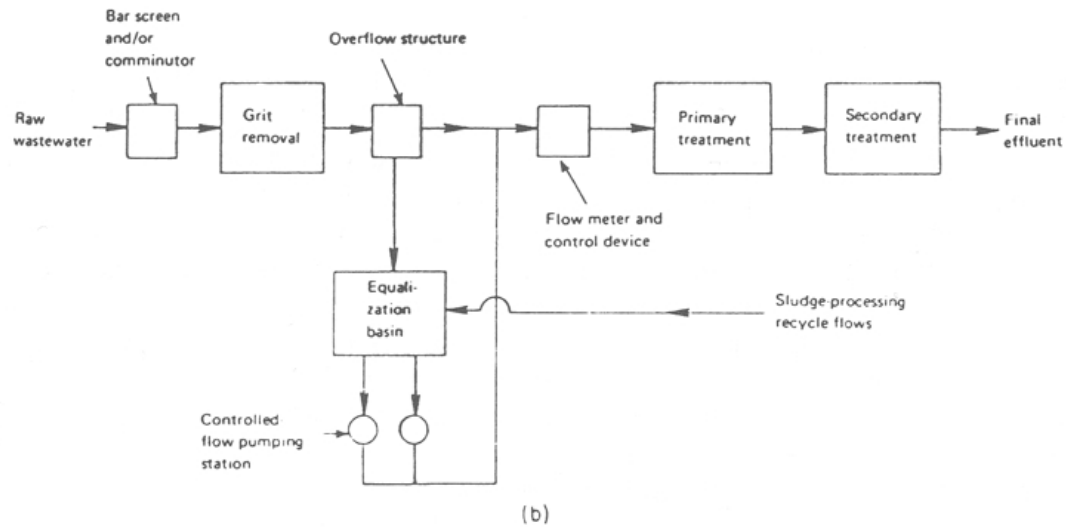 Bar screen
and/or
comminutor
Overflow structure
Raw
wastewater
Grit
removal
Primary
treatment
Secondary
treatment
Final
effluent
Flow meter and
control device
Equali-
zation
basin
Sludge-processing
recycle flows
Controlled-
flow pumping
station
(b)